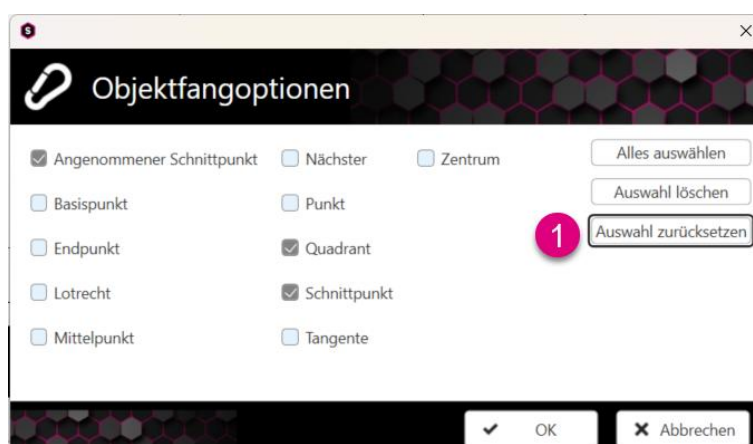 S
Objektfangoptionen
Angenommener Schnittpunkt
Nächster
Zentrum
Alles auswählen
Basispunkt
Punkt
Auswahl löschen
Endpunkt
Quadrant
1
Auswahl zurücksetzen
Lotrecht
Schnittpunkt
Mittelpunkt
Tangente
OK
Abbrechen